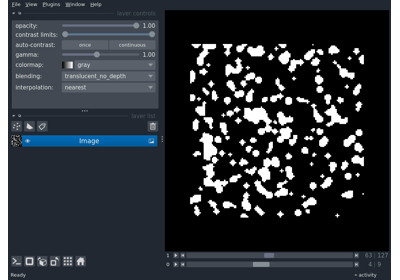 File View Plugins Window Help
layer controls
opacity: 1.00
contrast limits:
auto-contrast: once continuous
gamma: 1.00
colormap: gray
blending: translucent_no_depth
interpolation: nearest
layer list
Image
1 63 127
0 4 9
Ready activity